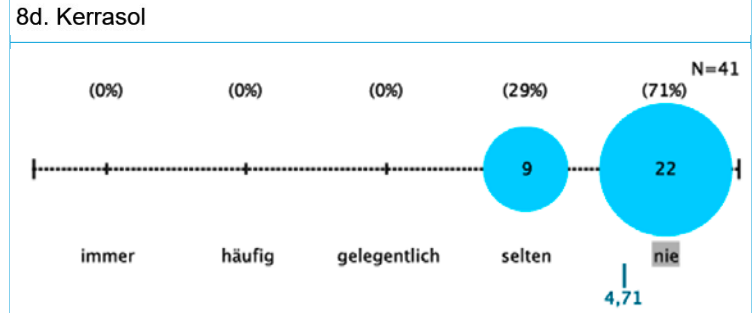 8d. Kerrasol
N=41
(0%) (0%) (0%) (29%) (71%)
9 22
immer häufig gelegentlich selten nie
4,71